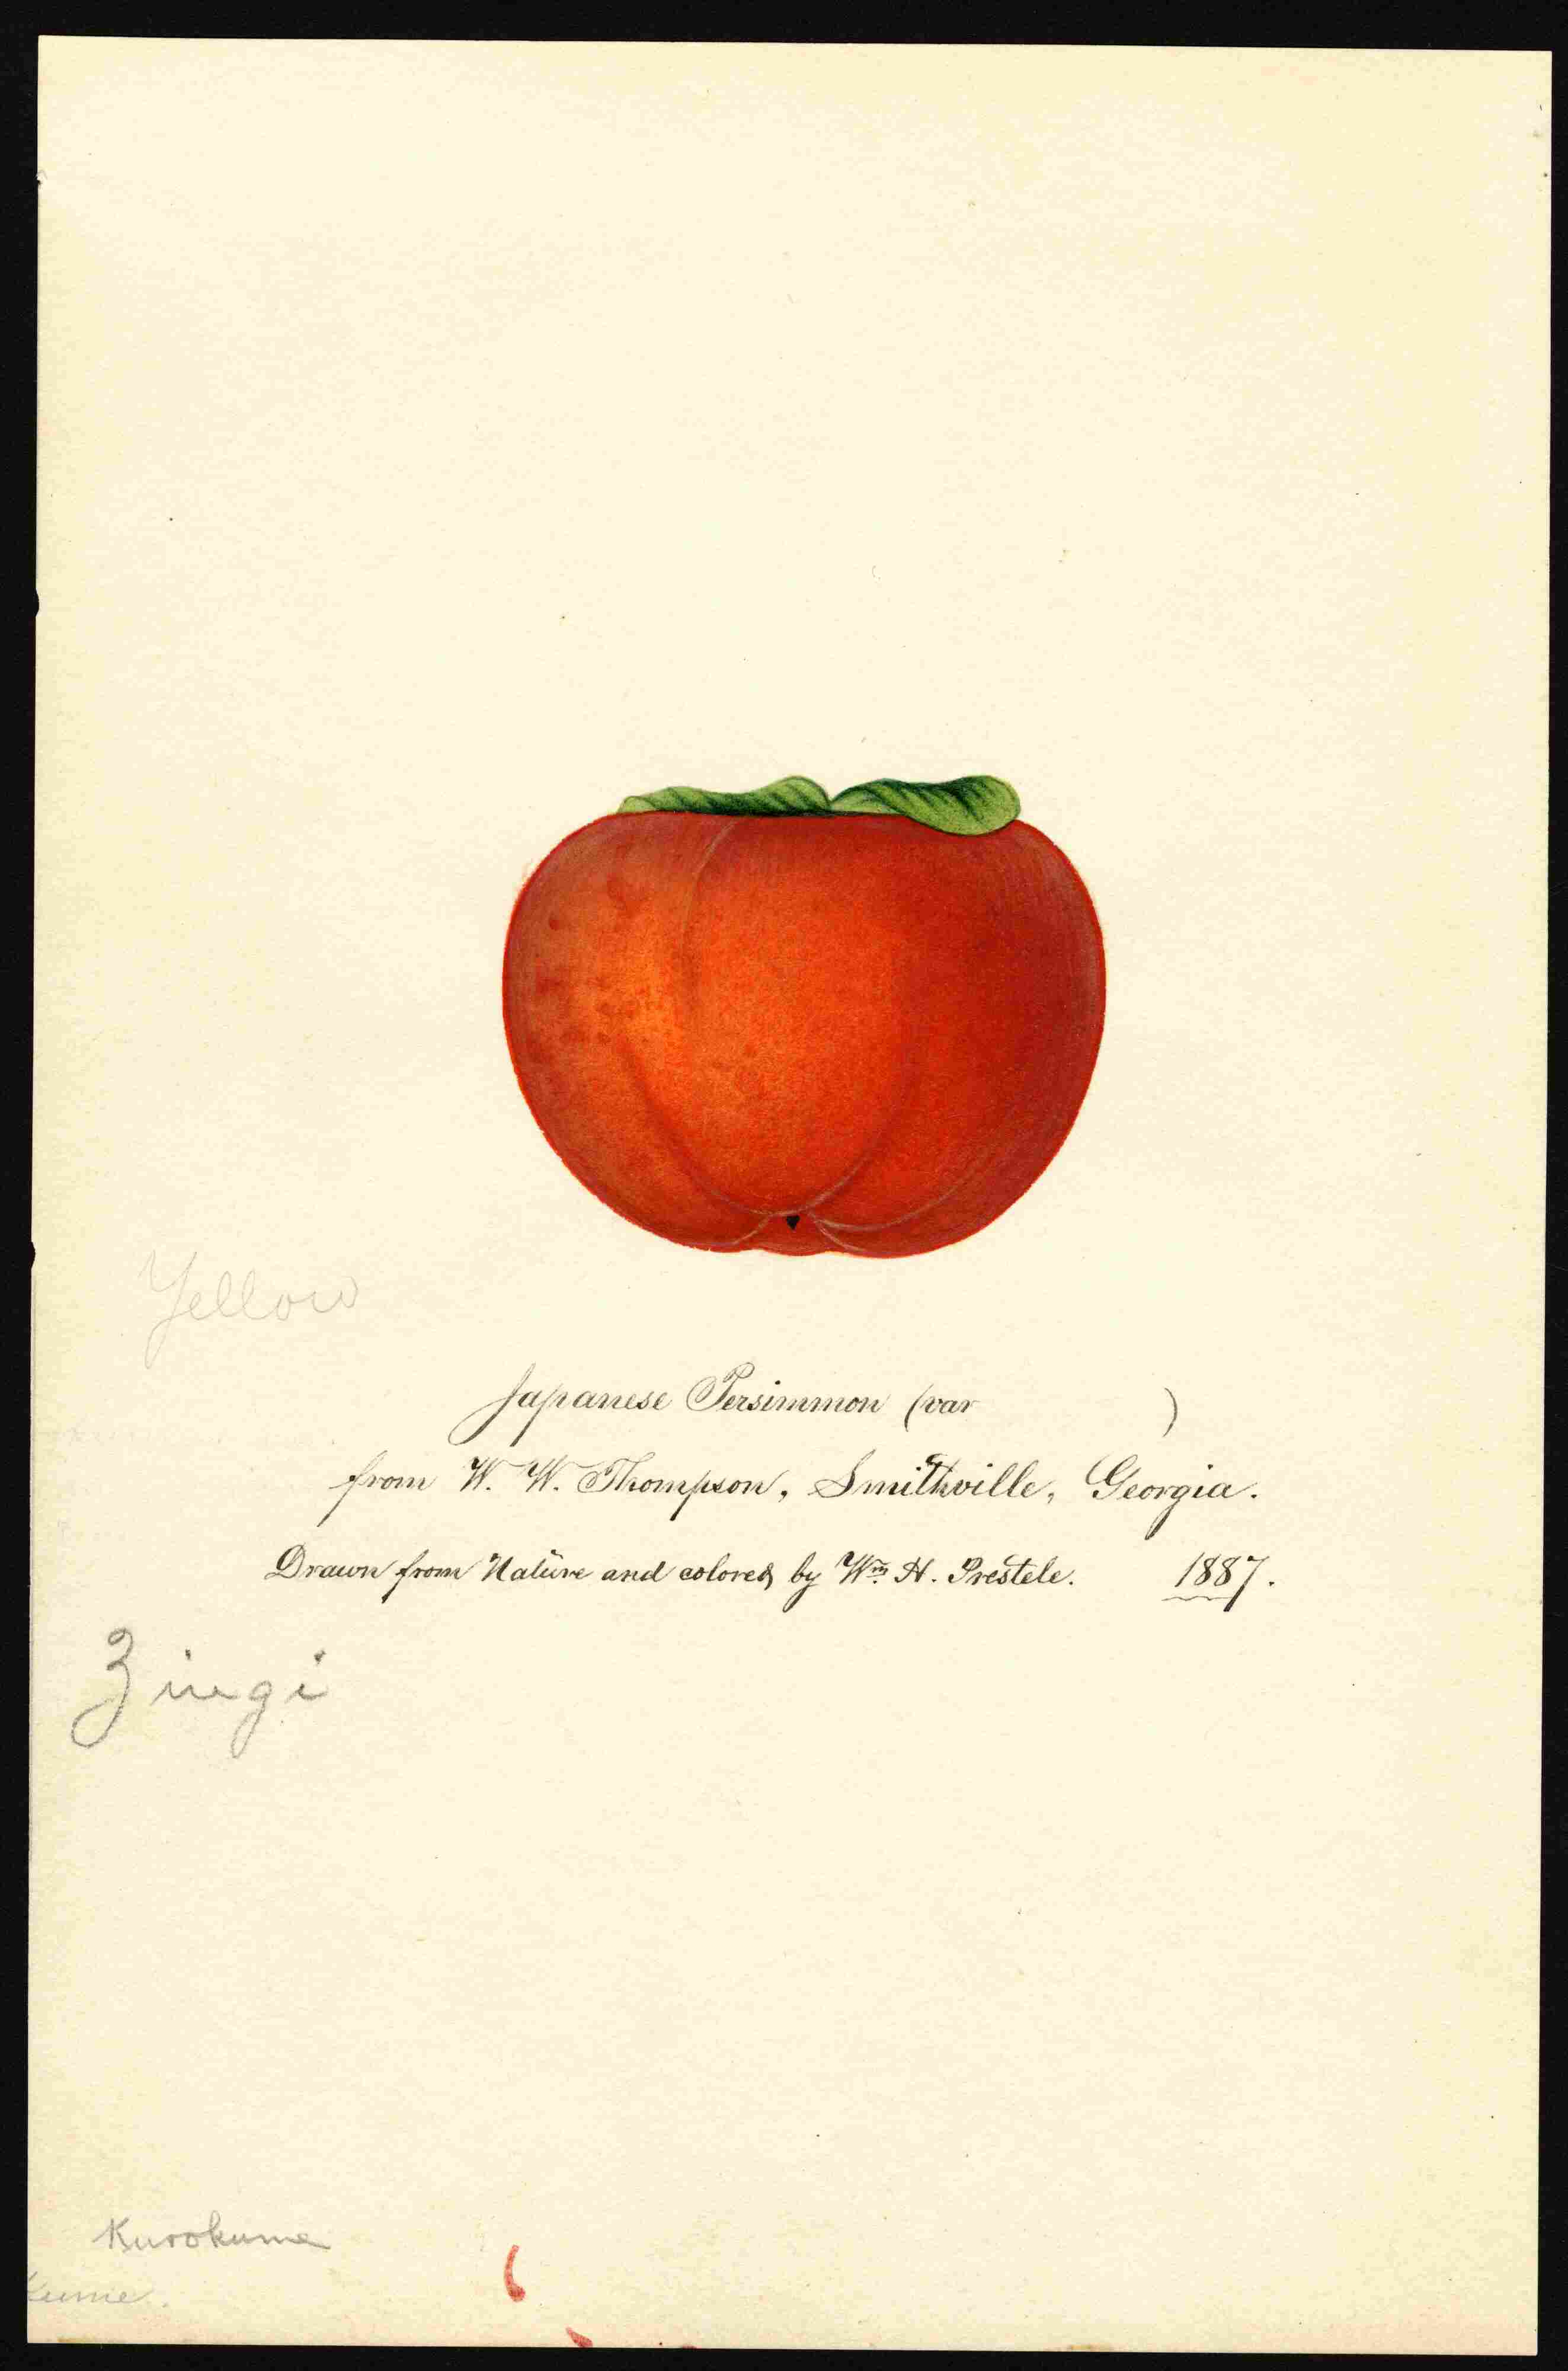 Yellow
Japanese Persimmon (var )
from W. W. Thompson, Smithville, Georgia.
Drawn from Nature and colored by Wm. H. Prestele. 1887.
Zingi
Kurokume
Kume.